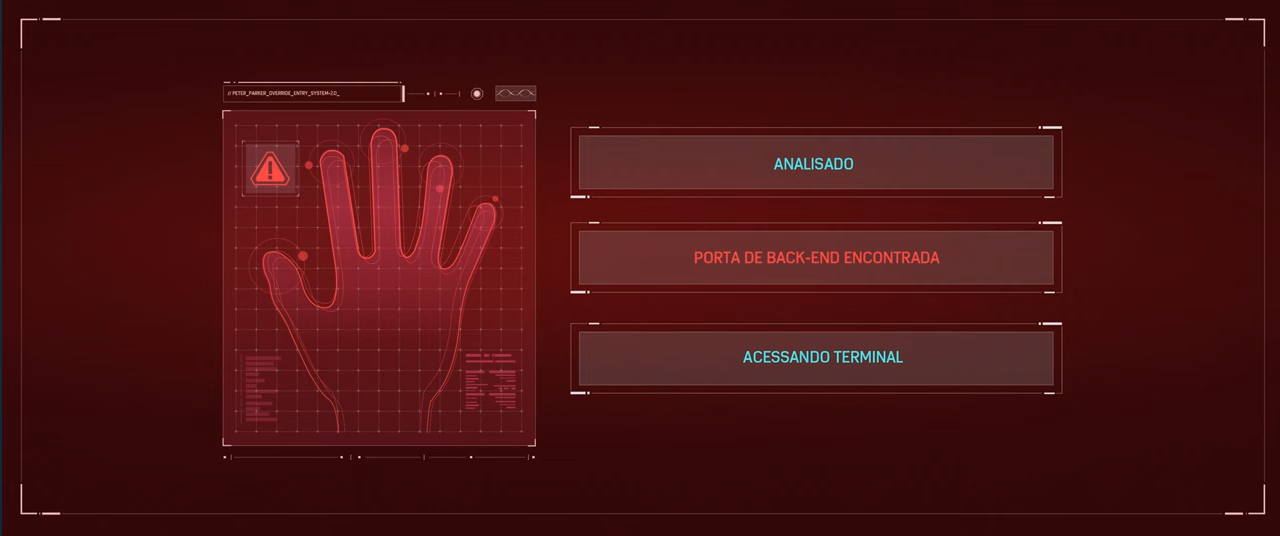 // PETER_PARKER_OVERRIDE_ENTRY_SYSTEM-2.0_
ANALISADO
PORTA DE BACK-END ENCONTRADA
ACESSANDO TERMINAL